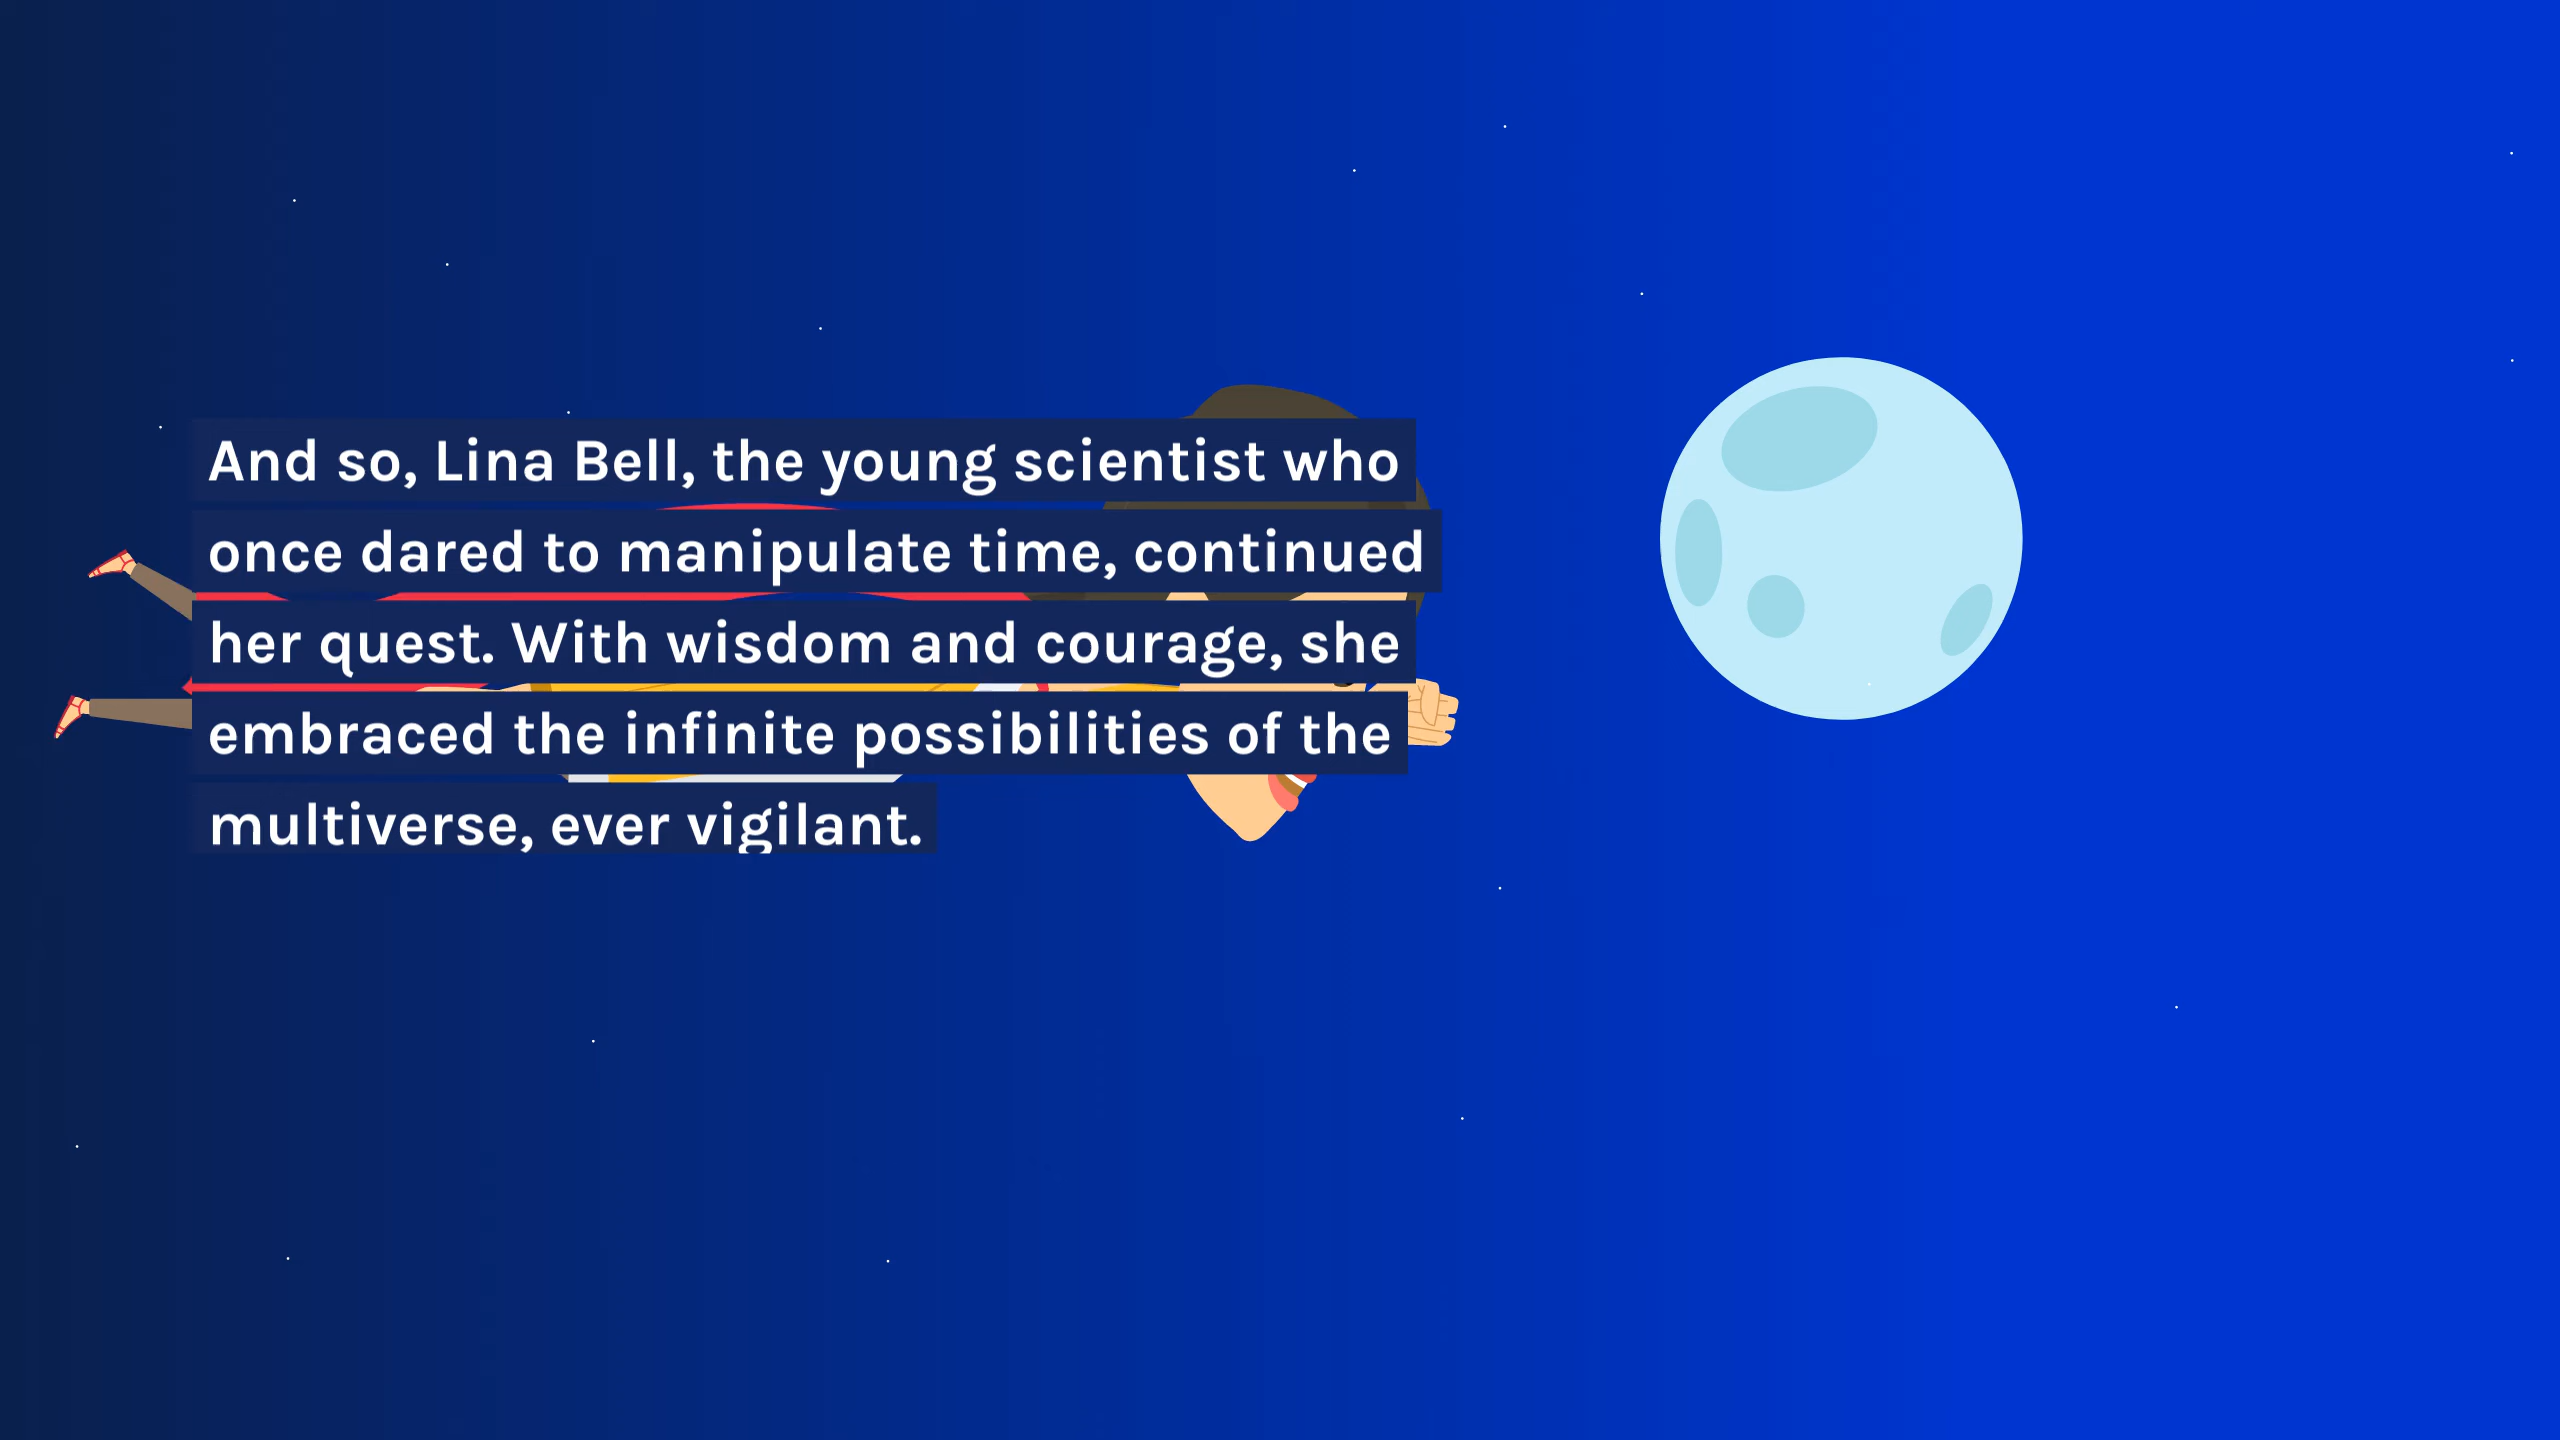 And so, Lina Bell, the young scientist who
once dared to manipulate time, continued
her quest. With wisdom and courage, she
embraced the infinite possibilities of the
multiverse, ever vigilant.